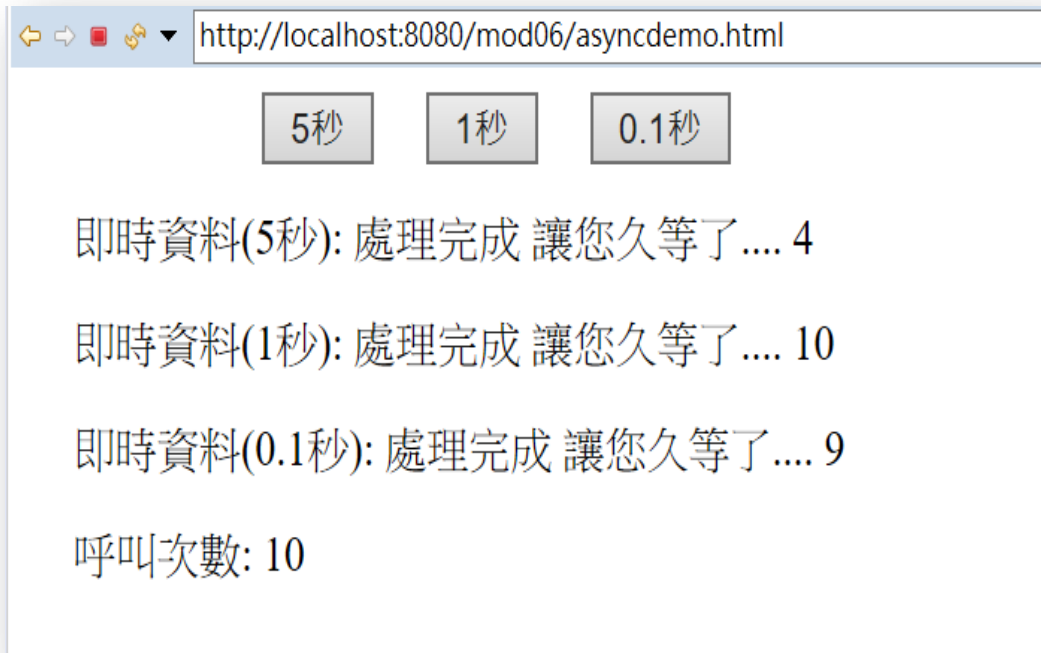 http://localhost:8080/mod06/asyncdemo.html
5秒 1秒 0.1秒
即時資料(5秒): 處理完成 讓您久等了.... 4
即時資料(1秒): 處理完成 讓您久等了.... 10
即時資料(0.1秒): 處理完成 讓您久等了.... 9
呼叫次數: 10